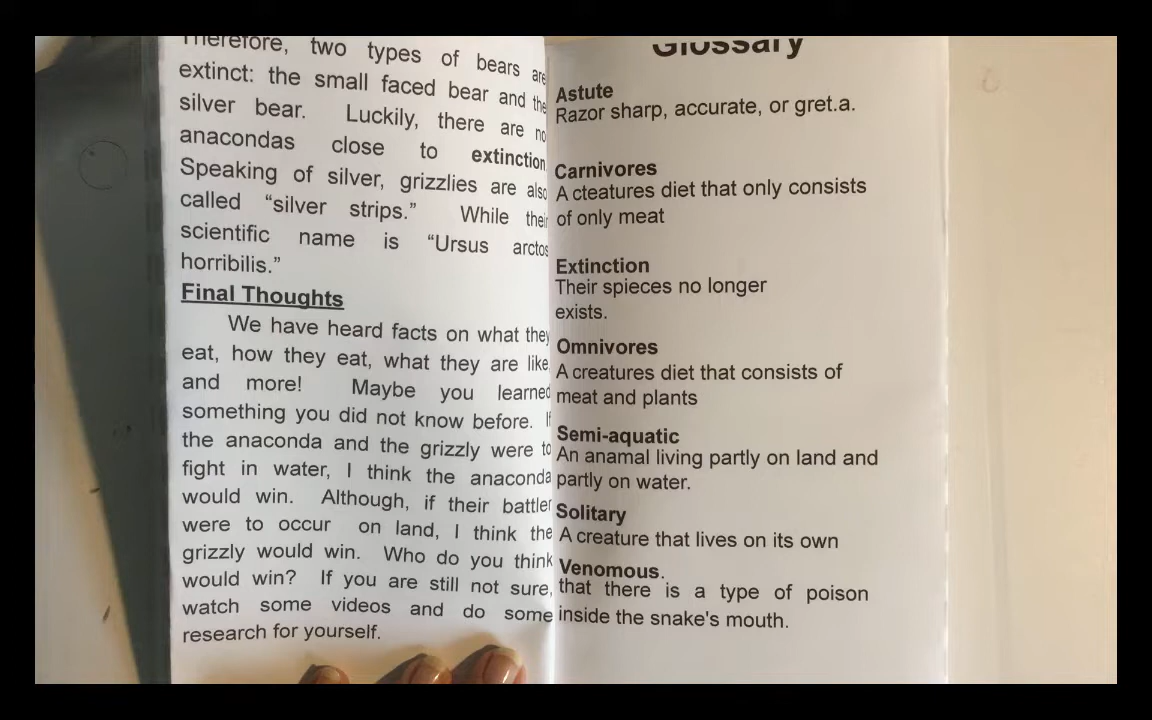 Therefore, two types of bears are
extinct: the small faced bear and the
silver bear. Luckily, there are no
anacondas close to extinction.
Speaking of silver, grizzlies are also
called “silver strips.” While their
scientific name is “Ursus arctos
horribilis.”
Final Thoughts
We have heard facts on what they
eat, how they eat, what they are like,
and more! Maybe you learned
something you did not know before. If
the anaconda and the grizzly were to
fight in water, I think the anaconda
would win. Although, if their battler
were to occur on land, I think the
grizzly would win. Who do you think
would win? If you are still not sure,
watch some videos and do some
research for yourself.
Glossary
Astute
Razor sharp, accurate, or gret.a.
Carnivores
A cteatures diet that only consists
of only meat
Extinction
Their spieces no longer
exists.
Omnivores
A creatures diet that consists of
meat and plants
Semi-aquatic
An anamal living partly on land and
partly on water.
Solitary
A creature that lives on its own
Venomous.
that there is a type of poison
inside the snake's mouth.